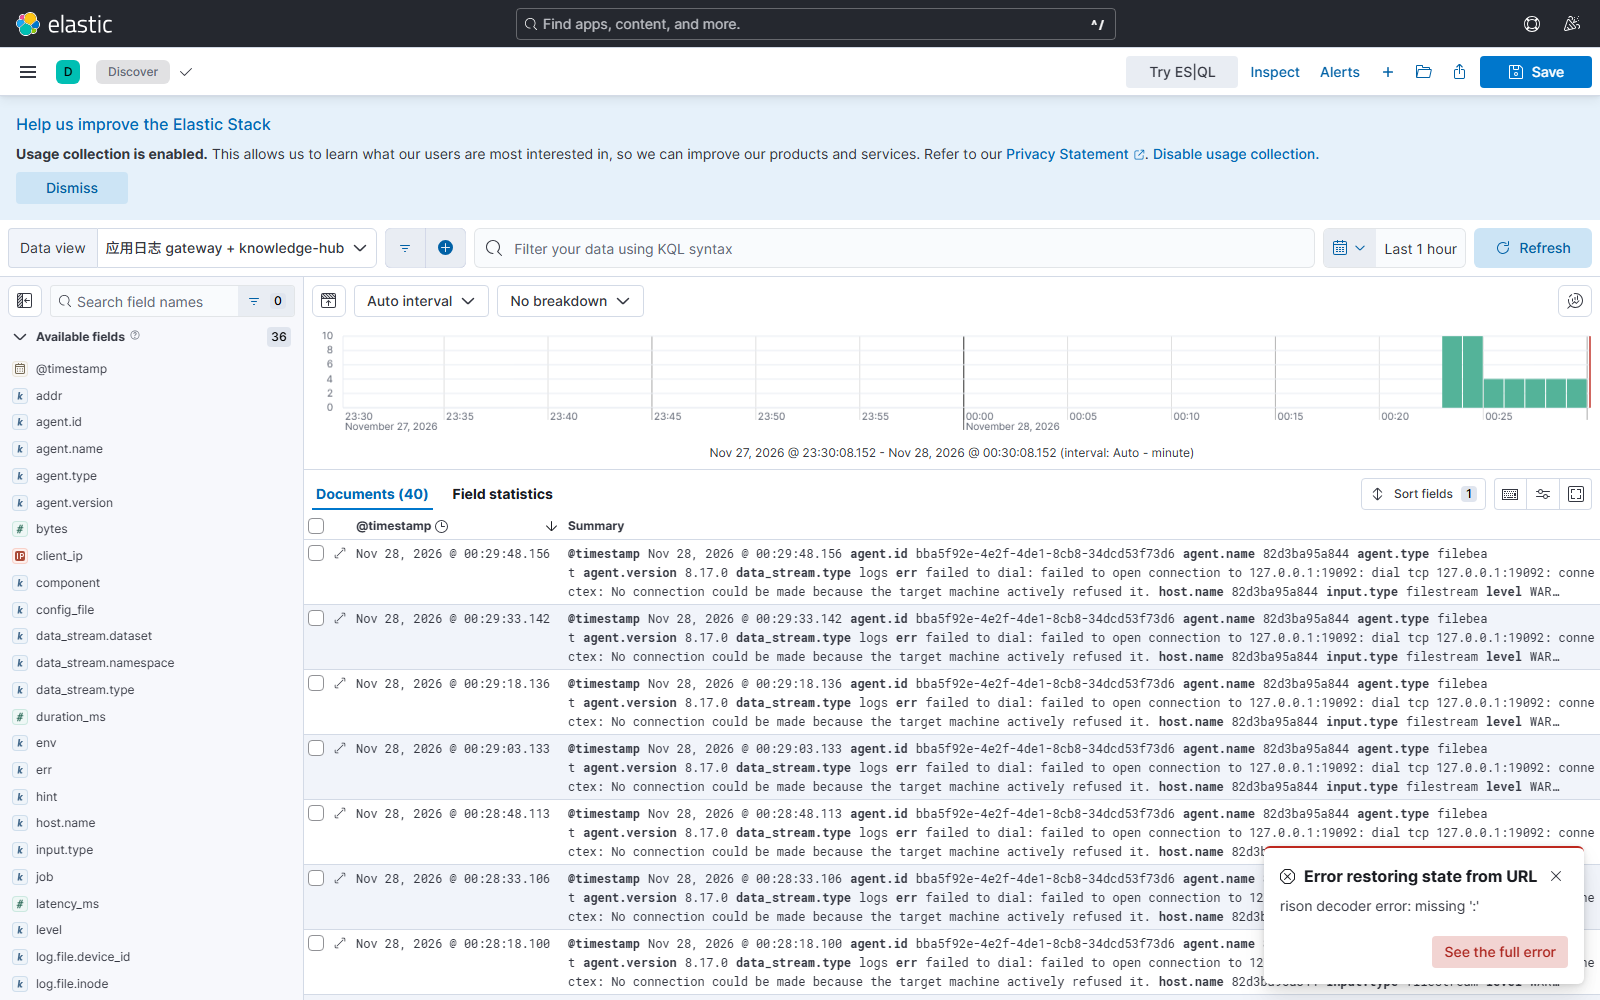 elastic
Find apps, content, and more.
^/
D
Discover
Try ES|QL
Inspect
Alerts
Save
Help us improve the Elastic Stack
Usage collection is enabled. This allows us to learn what our users are most interested in, so we can improve our products and services. Refer to our Privacy Statement. Disable usage collection.
Dismiss
Data view
应用日志 gateway + knowledge-hub
Filter your data using KQL syntax
Last 1 hour
Refresh
Search field names
0
Auto interval
No breakdown
Available fields
36
@timestamp
addr
agent.id
agent.name
agent.type
agent.version
bytes
client_ip
component
config_file
data_stream.dataset
data_stream.namespace
data_stream.type
duration_ms
env
err
hint
host.name
input.type
job
latency_ms
level
log.file.device_id
log.file.inode
10
8
6
4
2
0
23:30
November 27, 2026
23:35
23:40
23:45
23:50
23:55
00:00
November 28, 2026
00:05
00:10
00:15
00:20
00:25
Nov 27, 2026 @ 23:30:08.152 - Nov 28, 2026 @ 00:30:08.152 (interval: Auto - minute)
Documents (40)
Field statistics
Sort fields 1
@timestamp
Summary
Nov 28, 2026 @ 00:29:48.156
@timestamp Nov 28, 2026 @ 00:29:48.156 agent.id bba5f92e-4e2f-4de1-8cb8-34dcd53f73d6 agent.name 82d3ba95a844 agent.type filebea
t agent.version 8.17.0 data_stream.type logs err failed to dial: failed to open connection to 127.0.0.1:19092: dial tcp 127.0.0.1:19092: conne
ctex: No connection could be made because the target machine actively refused it. host.name 82d3ba95a844 input.type filestream level WAR…
Nov 28, 2026 @ 00:29:33.142
@timestamp Nov 28, 2026 @ 00:29:33.142 agent.id bba5f92e-4e2f-4de1-8cb8-34dcd53f73d6 agent.name 82d3ba95a844 agent.type filebea
t agent.version 8.17.0 data_stream.type logs err failed to dial: failed to open connection to 127.0.0.1:19092: dial tcp 127.0.0.1:19092: conne
ctex: No connection could be made because the target machine actively refused it. host.name 82d3ba95a844 input.type filestream level WAR…
Nov 28, 2026 @ 00:29:18.136
@timestamp Nov 28, 2026 @ 00:29:18.136 agent.id bba5f92e-4e2f-4de1-8cb8-34dcd53f73d6 agent.name 82d3ba95a844 agent.type filebea
t agent.version 8.17.0 data_stream.type logs err failed to dial: failed to open connection to 127.0.0.1:19092: dial tcp 127.0.0.1:19092: conne
ctex: No connection could be made because the target machine actively refused it. host.name 82d3ba95a844 input.type filestream level WAR…
Nov 28, 2026 @ 00:29:03.133
@timestamp Nov 28, 2026 @ 00:29:03.133 agent.id bba5f92e-4e2f-4de1-8cb8-34dcd53f73d6 agent.name 82d3ba95a844 agent.type filebea
t agent.version 8.17.0 data_stream.type logs err failed to dial: failed to open connection to 127.0.0.1:19092: dial tcp 127.0.0.1:19092: conne
ctex: No connection could be made because the target machine actively refused it. host.name 82d3ba95a844 input.type filestream level WAR…
Nov 28, 2026 @ 00:28:48.113
@timestamp Nov 28, 2026 @ 00:28:48.113 agent.id bba5f92e-4e2f-4de1-8cb8-34dcd53f73d6 agent.name 82d3ba95a844 agent.type filebea
t agent.version 8.17.0 data_stream.type logs err failed to dial: failed to open connection to 127.0.0.1:19092: dial tcp 127.0.0.1:19092: conne
ctex: No connection could be made because the target machine actively refused it. host.name
Nov 28, 2026 @ 00:28:33.106
@timestamp Nov 28, 2026 @ 00:28:33.106 agent.id bba5f92e-4e2f-4de1-8cb8-34dcd53f73d6 agent.name
t agent.version 8.17.0 data_stream.type logs err failed to dial: failed to open connection to
ctex: No connection could be made because the target machine actively refused it. host.name
Nov 28, 2026 @ 00:28:18.100
@timestamp Nov 28, 2026 @ 00:28:18.100 agent.id bba5f92e-4e2f-4de1-8cb8-34dcd53f73d6 agent.name
t agent.version 8.17.0 data_stream.type logs err failed to dial: failed to open connection to
ctex: No connection could be made because the target machine actively refused it. host.name
Error restoring state from URL
rison decoder error: missing ':'
See the full error